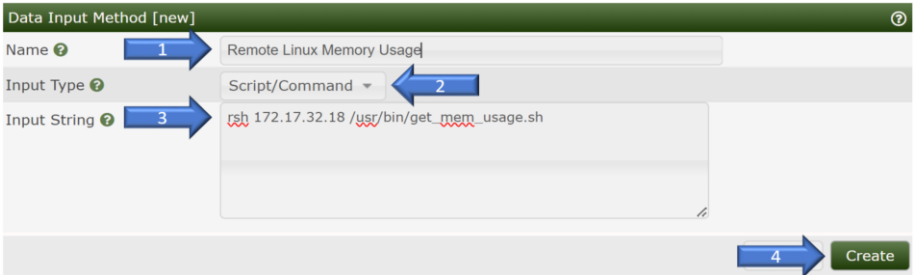 Data Input Method [new] ?
Name ? 1 Remote Linux Memory Usage
Input Type ? Script/Command 2
Input String ? 3 rsh 172.17.32.18 /usr/bin/get_mem_usage.sh
4 Create